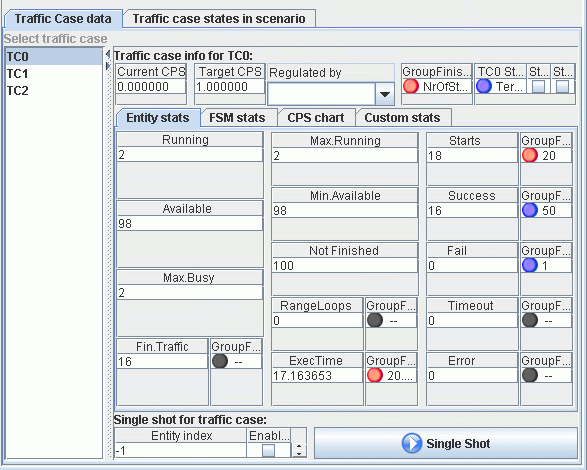 Traffic Case data
Traffic case states in scenario
Select traffic case
TC0
TC1
TC2
Traffic case info for TC0:
Current CPS
0.000000
Target CPS
1.000000
Regulated by
GroupFinis...
NrOfSt...
TC0 St...
Ter...
St...
St...
Entity stats
FSM stats
CPS chart
Custom stats
Running
2
Max.Running
2
Starts
18
GroupF...
20
Available
98
Min.Available
98
Success
16
GroupF...
50
Not Finished
100
Fail
0
GroupF...
1
Max.Busy
2
RangeLoops
0
GroupF...
--
Timeout
0
GroupF...
--
Fin.Traffic
16
GroupF...
--
ExecTime
17.163653
GroupF...
20....
Error
0
GroupF...
--
Single shot for traffic case:
Entity index
-1
Enabl...
Single Shot